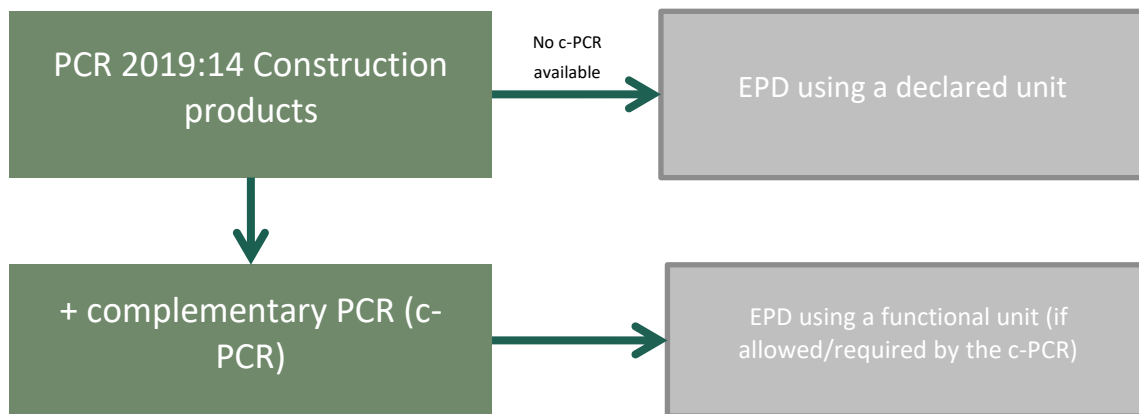 PCR 2019:14 Construction
products
No c-PCR
available
EPD using a declared unit
+ complementary PCR (c-
PCR)
EPD using a functional unit (if
allowed/required by the c-PCR)